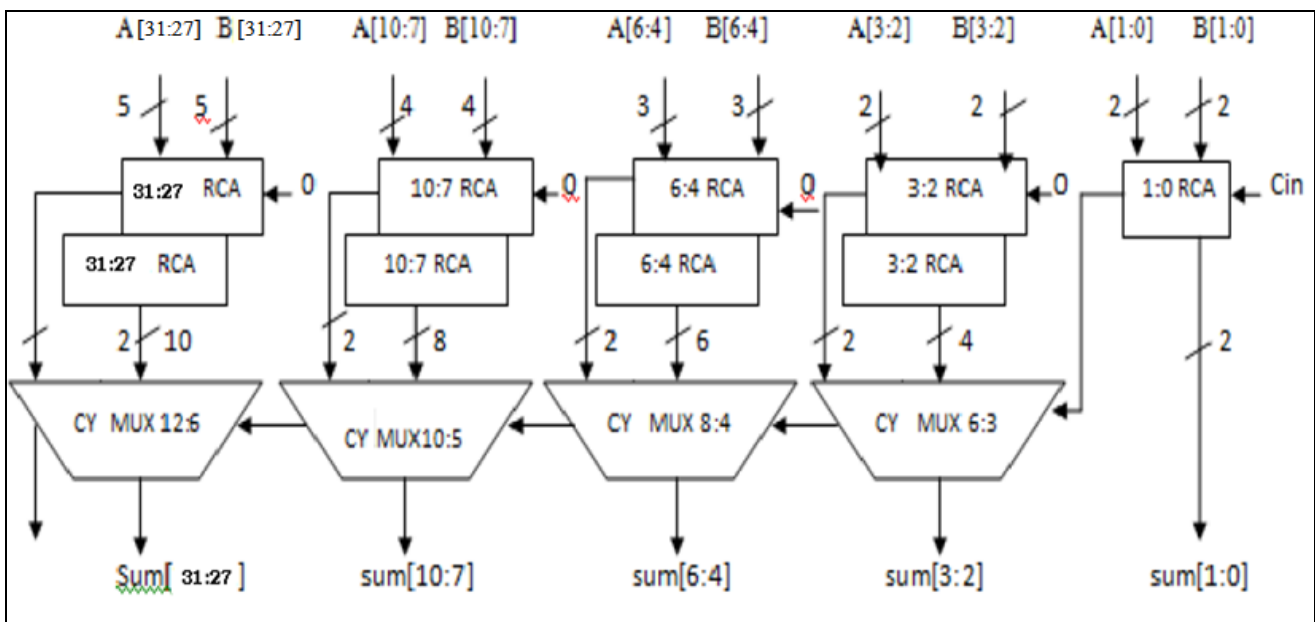 A [31:27] B [31:27] A[10:7] B[10:7] A[6:4] B[6:4] A[3:2] B[3:2] A[1:0] B[1:0]
5 5 4 4 3 3 2 2 2 2
31:27 RCA 0 10:7 RCA 0 6:4 RCA 0 3:2 RCA 0 1:0 RCA Cin
31:27 RCA 10:7 RCA 6:4 RCA 3:2 RCA
2 10 2 8 2 6 2 4 2
CY MUX 12:6 CY MUX10:5 CY MUX 8:4 CY MUX 6:3
Sum[ 31:27 ] sum[10:7] sum[6:4] sum[3:2] sum[1:0]